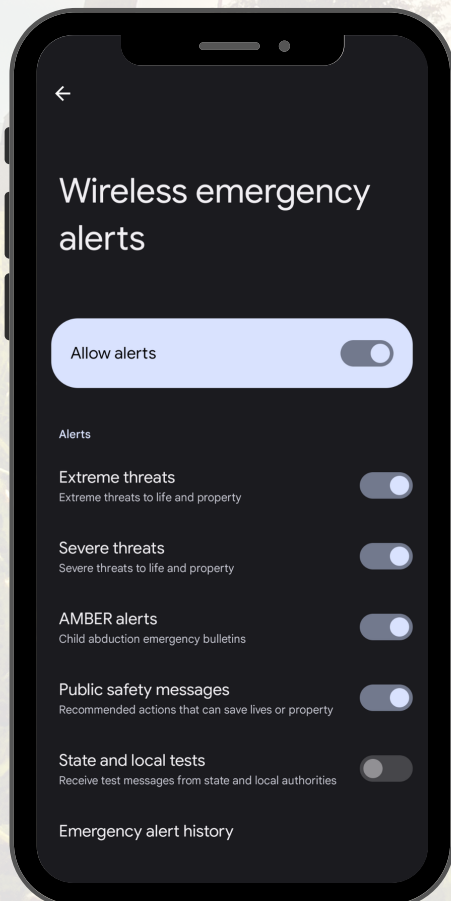 Wireless emergency
alerts
Allow alerts
Alerts
Extreme threats
Extreme threats to life and property
Severe threats
Severe threats to life and property
AMBER alerts
Child abduction emergency bulletins
Public safety messages
Recommended actions that can save lives or property
State and local tests
Receive test messages from state and local authorities
Emergency alert history